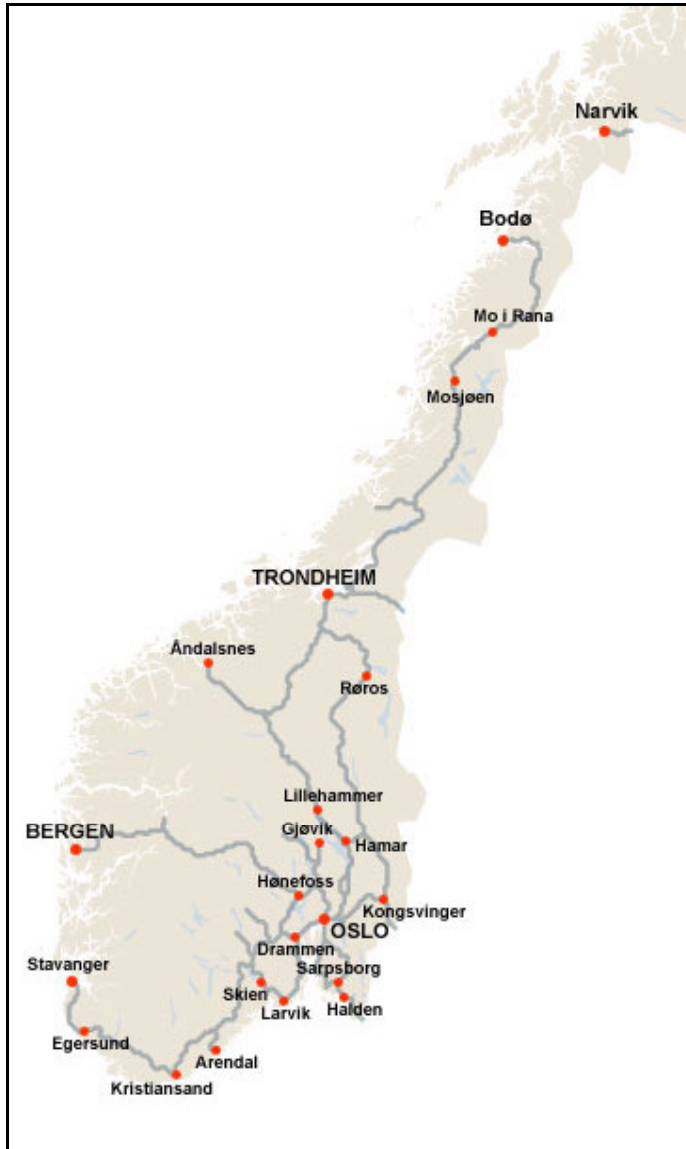 Narvik
Bodø
Mo i Rana
Mosjøen
TRONDHEIM
Åndalsnes
Røros
Lillehammer
Gjøvik
BERGEN
Hamar
Hønefoss
Kongsvinger
OSLO
Drammen
Stavanger
Sarpsborg
Skien
Larvik
Halden
Egersund
Arendal
Kristiansand